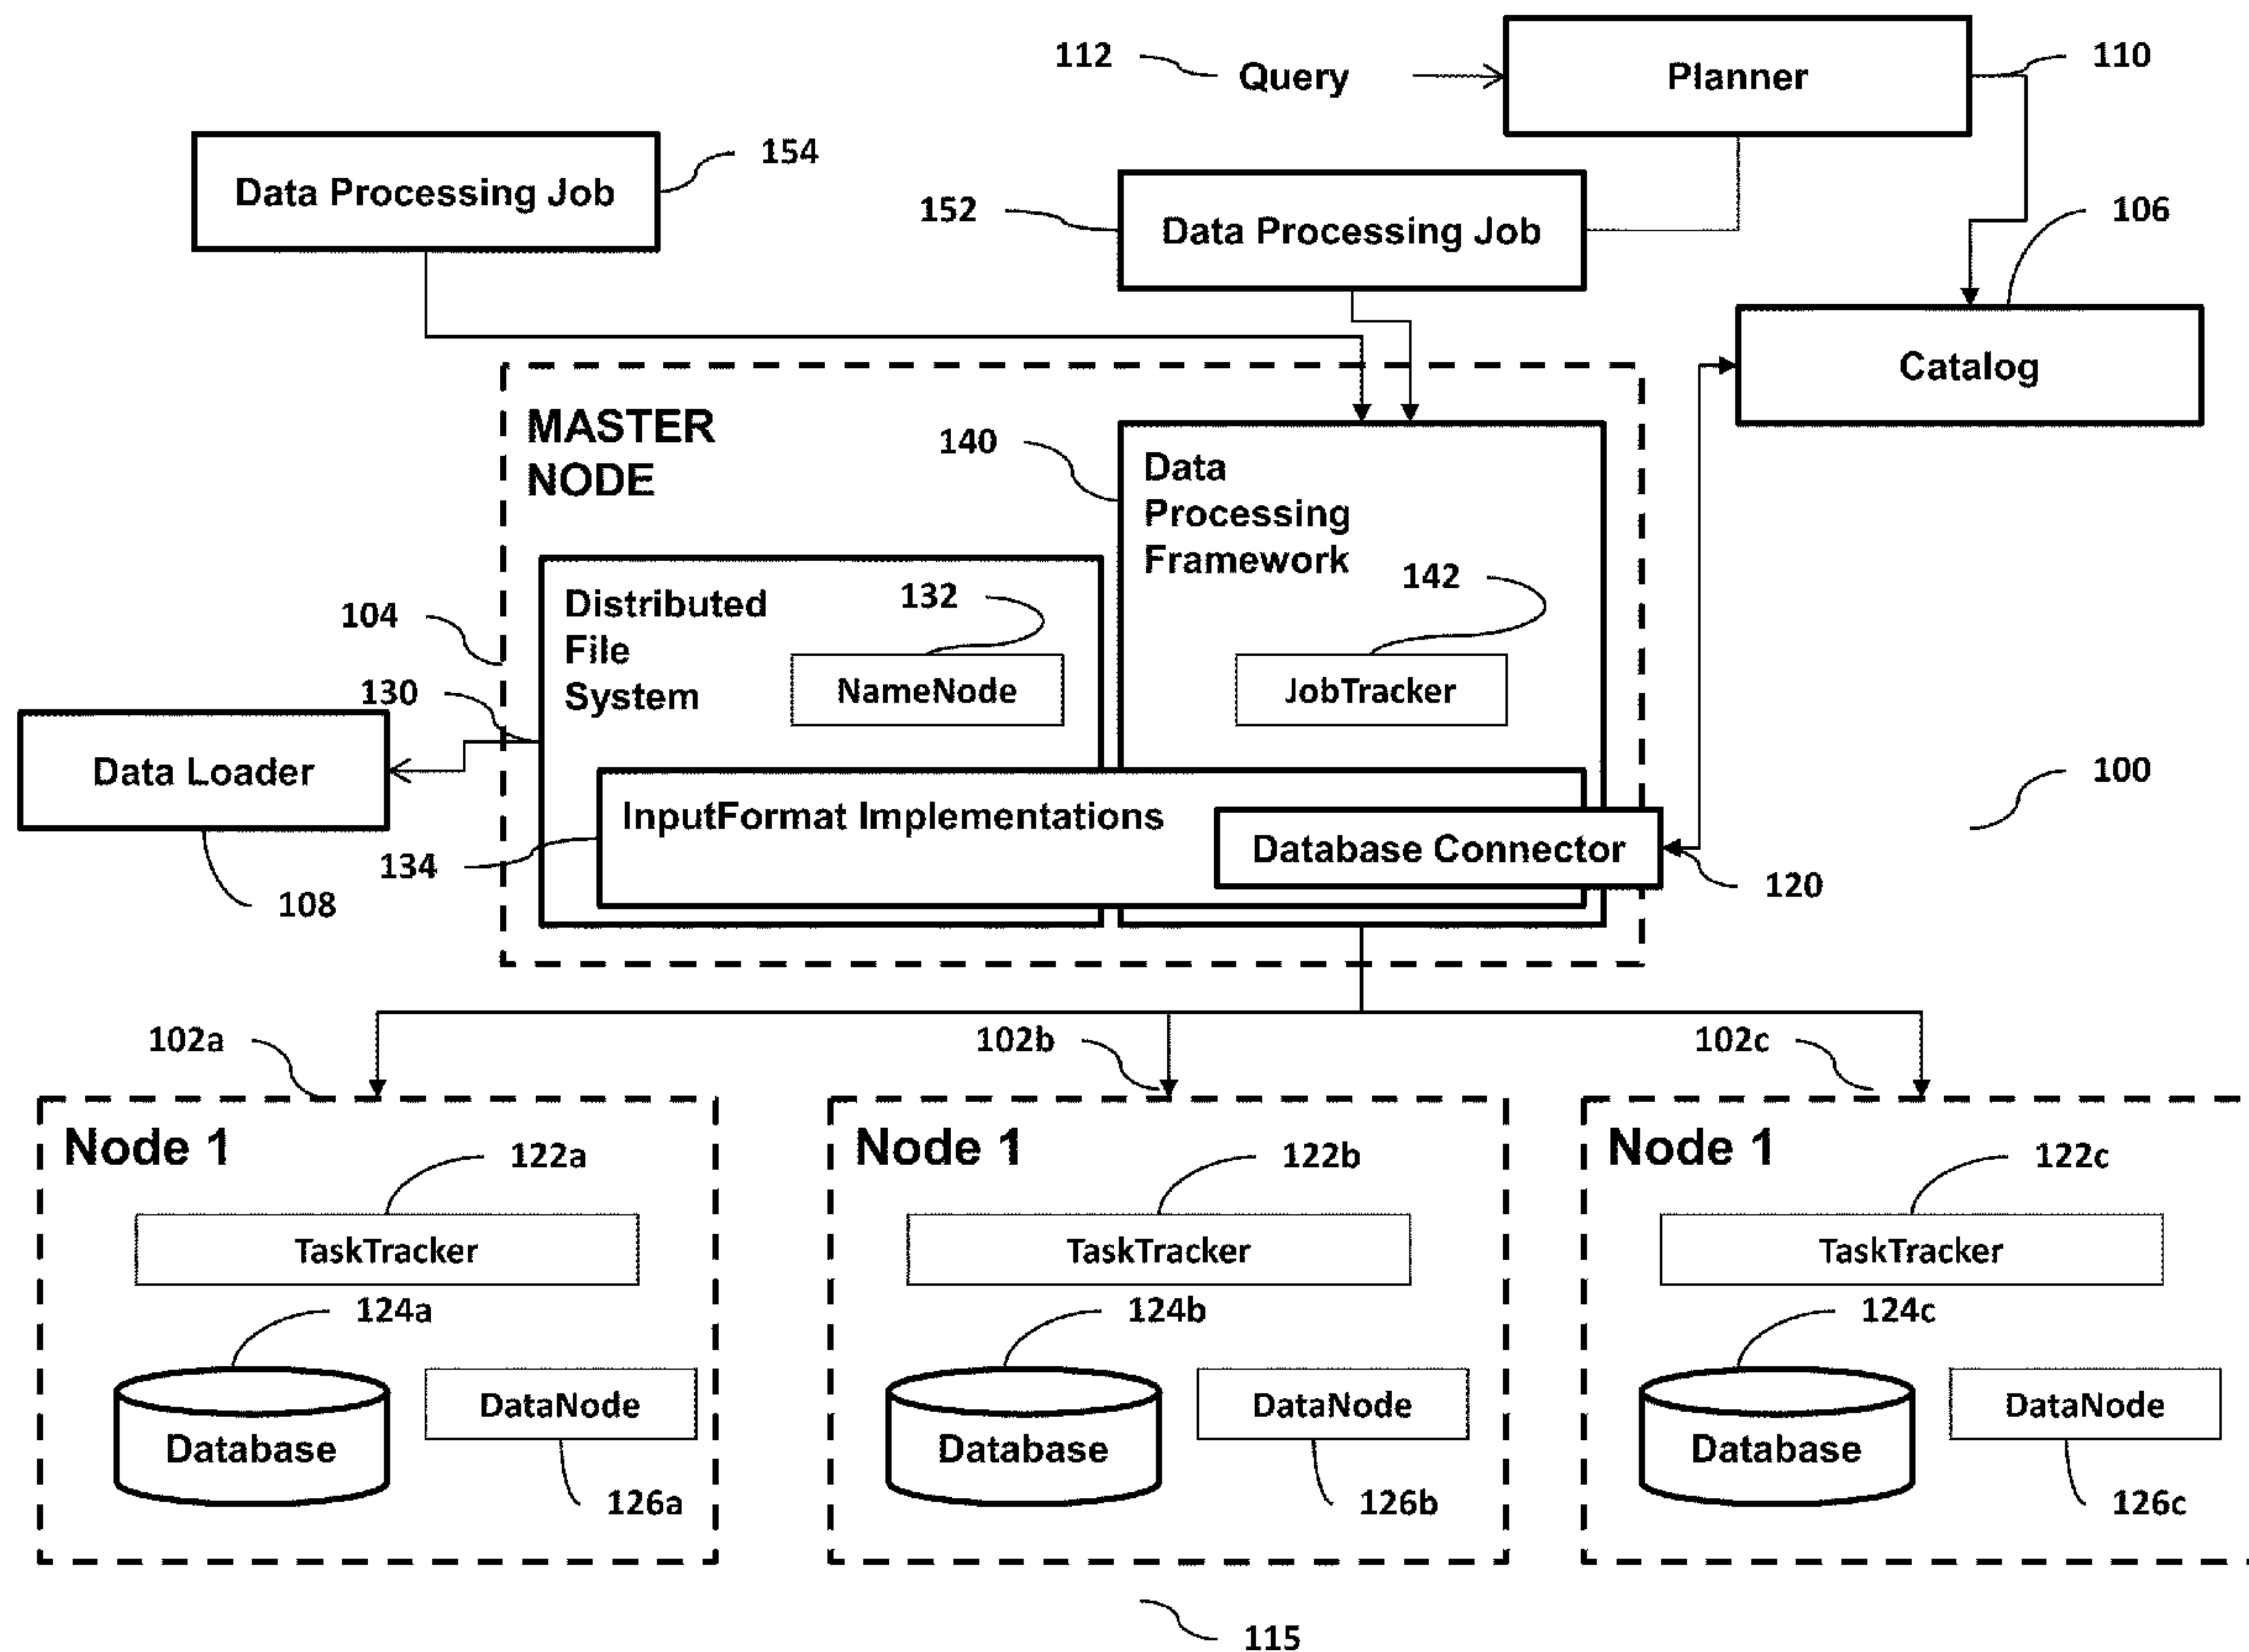 112
Query
Planner
110
Data Processing Job
154
152
Data Processing Job
106
Catalog
MASTER
NODE
140
Data
Processing
Framework
142
JobTracker
104
Distributed
File
System
132
NameNode
130
Data Loader
108
InputFormat Implementations
134
Database Connector
120
100
102a
102b
102c
Node 1
122a
TaskTracker
124a
Database
DataNode
126a
Node 1
122b
TaskTracker
124b
Database
DataNode
126b
Node 1
122c
TaskTracker
124c
Database
DataNode
126c
115